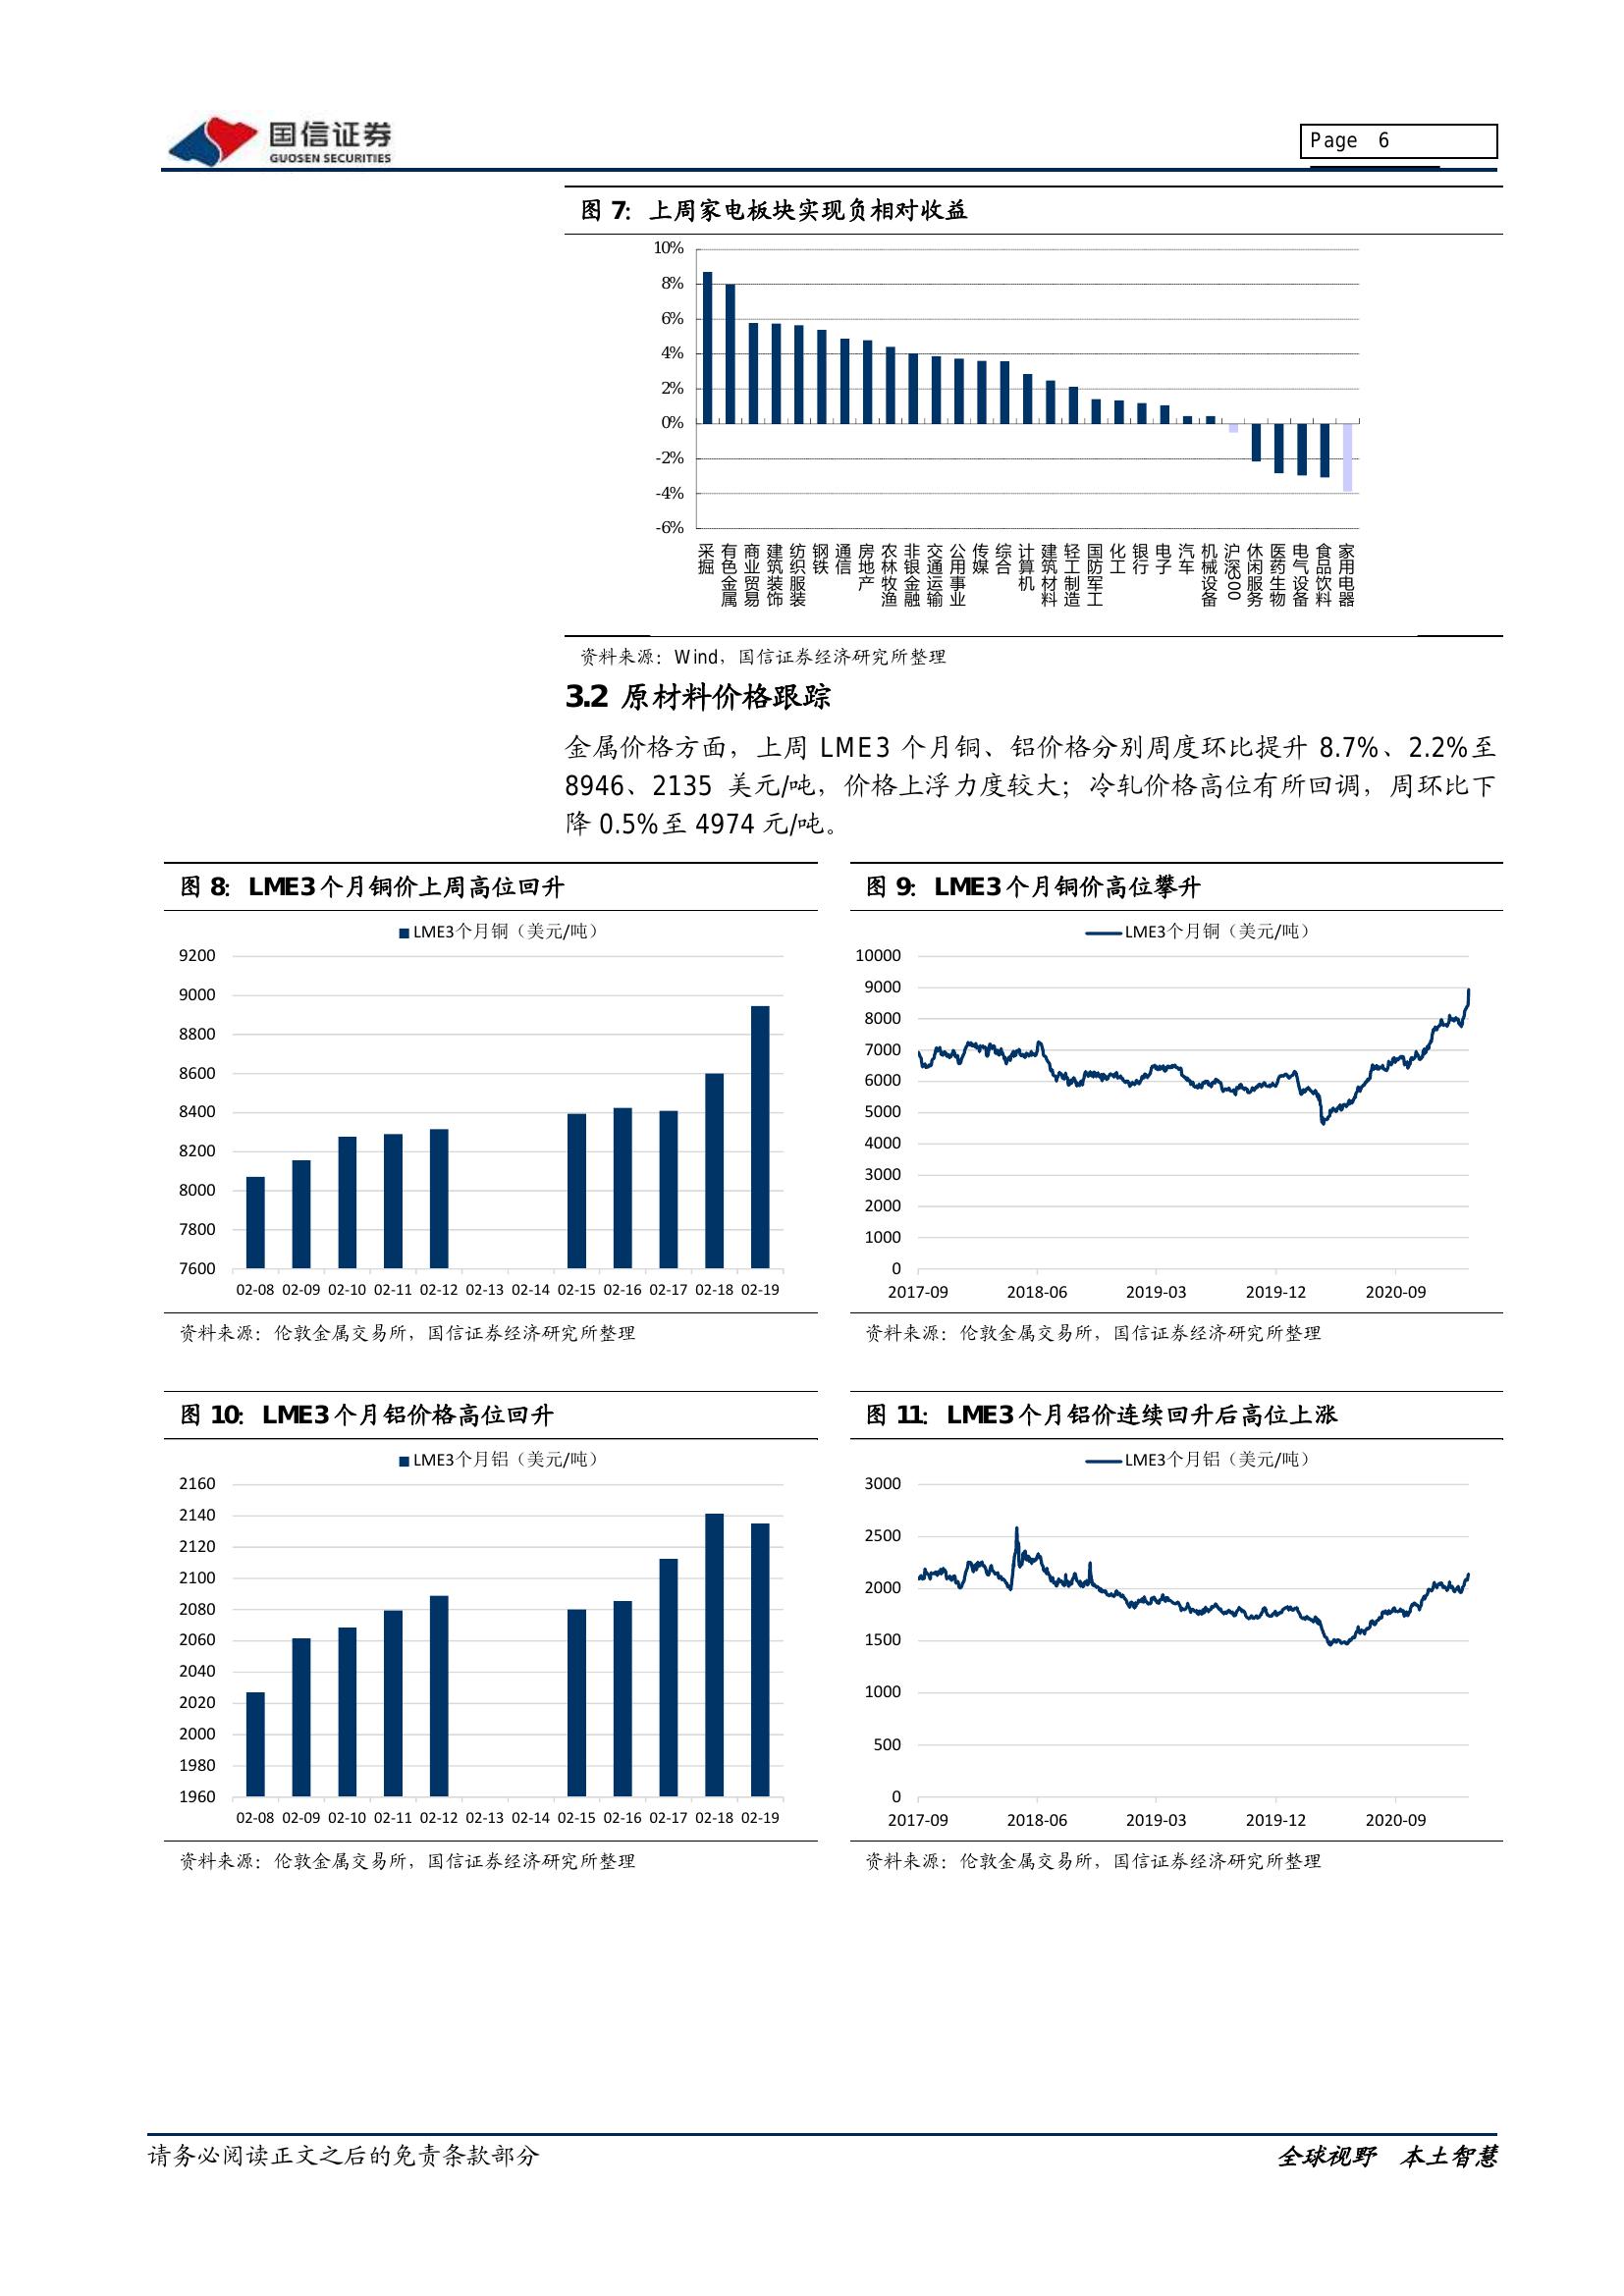 国信证券
GUOSEN SECURITIES
Page 6
图 7：上周家电板块实现负相对收益
10%
8%
6%
4%
2%
0%
-2%
-4%
-6%
采掘
有色金属
商业贸易
建筑装饰
纺织服装
钢铁
通信
房地产
农林牧渔
非银金融
交通运输
公用事业
传媒
综合
计算机
建筑材料
轻工制造
国防军工
化工
银行
电子
汽车
机械设备
沪深300
休闲服务
医药生物
电气设备
食品饮料
家用电器
资料来源：Wind，国信证券经济研究所整理
3.2 原材料价格跟踪
金属价格方面，上周 LME3 个月铜、铝价格分别周度环比提升 8.7%、2.2%至
8946、2135 美元/吨，价格上浮力度较大；冷轧价格高位有所回调，周环比下
降 0.5%至 4974 元/吨。
图 8：LME3 个月铜价上周高位回升
LME3个月铜（美元/吨）
9200
9000
8800
8600
8400
8200
8000
7800
7600
02-08 02-09 02-10 02-11 02-12 02-13 02-14 02-15 02-16 02-17 02-18 02-19
资料来源：伦敦金属交易所，国信证券经济研究所整理
图 9：LME3 个月铜价高位攀升
LME3个月铜（美元/吨）
10000
9000
8000
7000
6000
5000
4000
3000
2000
1000
0
2017-09 2018-06 2019-03 2019-12 2020-09
资料来源：伦敦金属交易所，国信证券经济研究所整理
图 10：LME3 个月铝价格高位回升
LME3个月铝（美元/吨）
2160
2140
2120
2100
2080
2060
2040
2020
2000
1980
1960
02-08 02-09 02-10 02-11 02-12 02-13 02-14 02-15 02-16 02-17 02-18 02-19
资料来源：伦敦金属交易所，国信证券经济研究所整理
图 11：LME3 个月铝价连续回升后高位上涨
LME3个月铝（美元/吨）
3000
2500
2000
1500
1000
500
0
2017-09 2018-06 2019-03 2019-12 2020-09
资料来源：伦敦金属交易所，国信证券经济研究所整理
请务必阅读正文之后的免责条款部分
全球视野 本土智慧